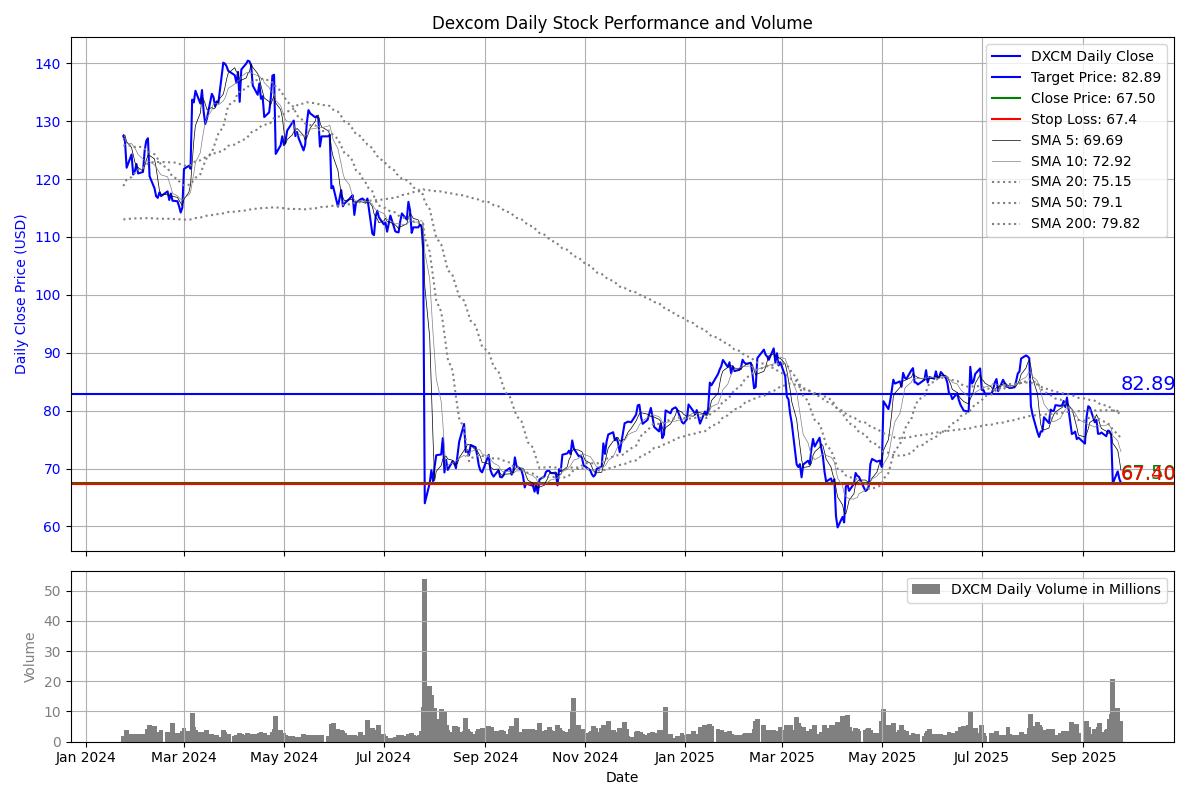 Dexcom Daily Stock Performance and Volume
Daily Close Price (USD)
140
130
120
110
100
90
80
70
60
DXCM Daily Close
Target Price: 82.89
Close Price: 67.50
Stop Loss: 67.4
SMA 5: 69.69
SMA 10: 72.92
SMA 20: 75.15
SMA 50: 79.1
SMA 200: 79.82
82.89
67.50
67.40
Volume
50
40
30
20
10
0
DXCM Daily Volume in Millions
Jan 2024
Mar 2024
May 2024
Jul 2024
Sep 2024
Nov 2024
Jan 2025
Mar 2025
May 2025
Jul 2025
Sep 2025
Date